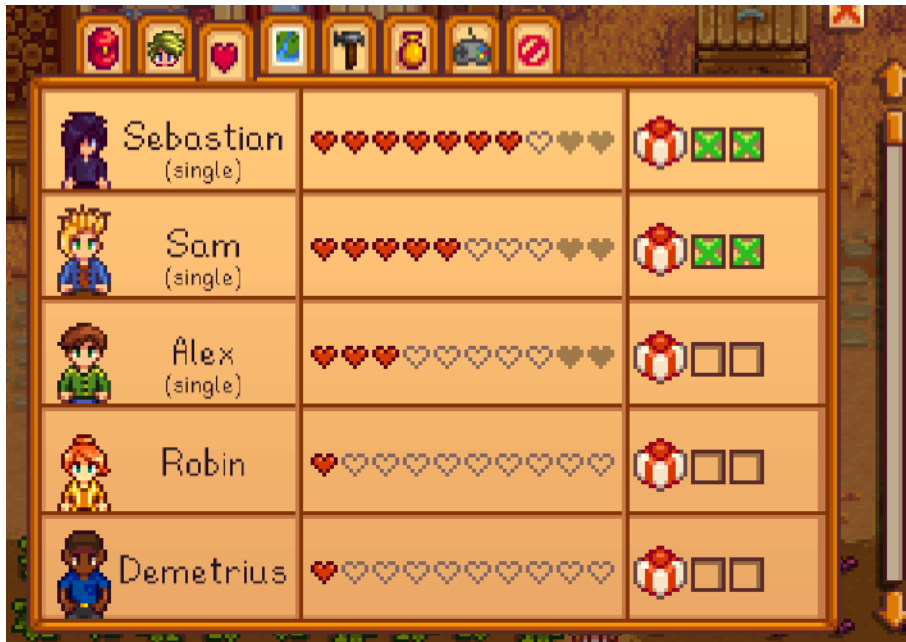 Sebastian
(single)
Sam
(single)
Alex
(single)
Robin
Demetrius